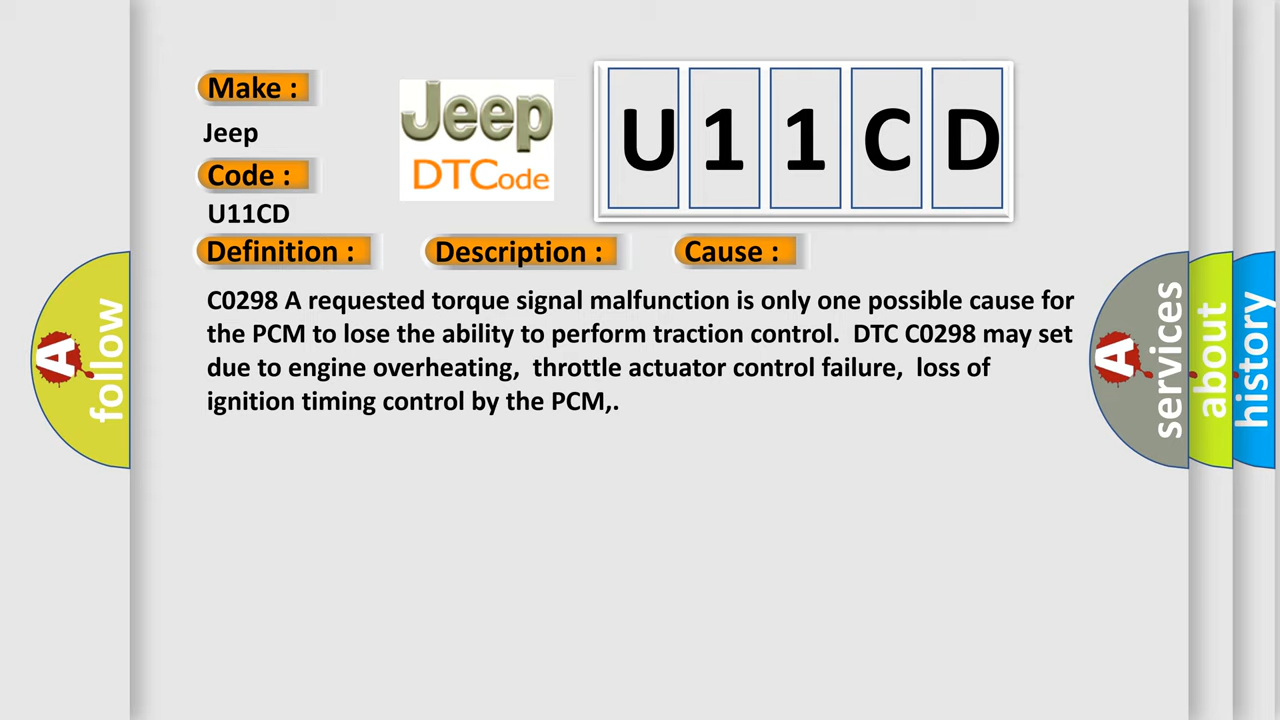 Make :
Jeep
Code :
U11CD
Jeep
DTCode
U11CD
Definition :
Description :
Cause :
C0298 A requested torque signal malfunction is only one possible cause for
the PCM to lose the ability to perform traction control. DTC C0298 may set
due to engine overheating, throttle actuator control failure, loss of
ignition timing control by the PCM,.
A
follow
A
services
about
history